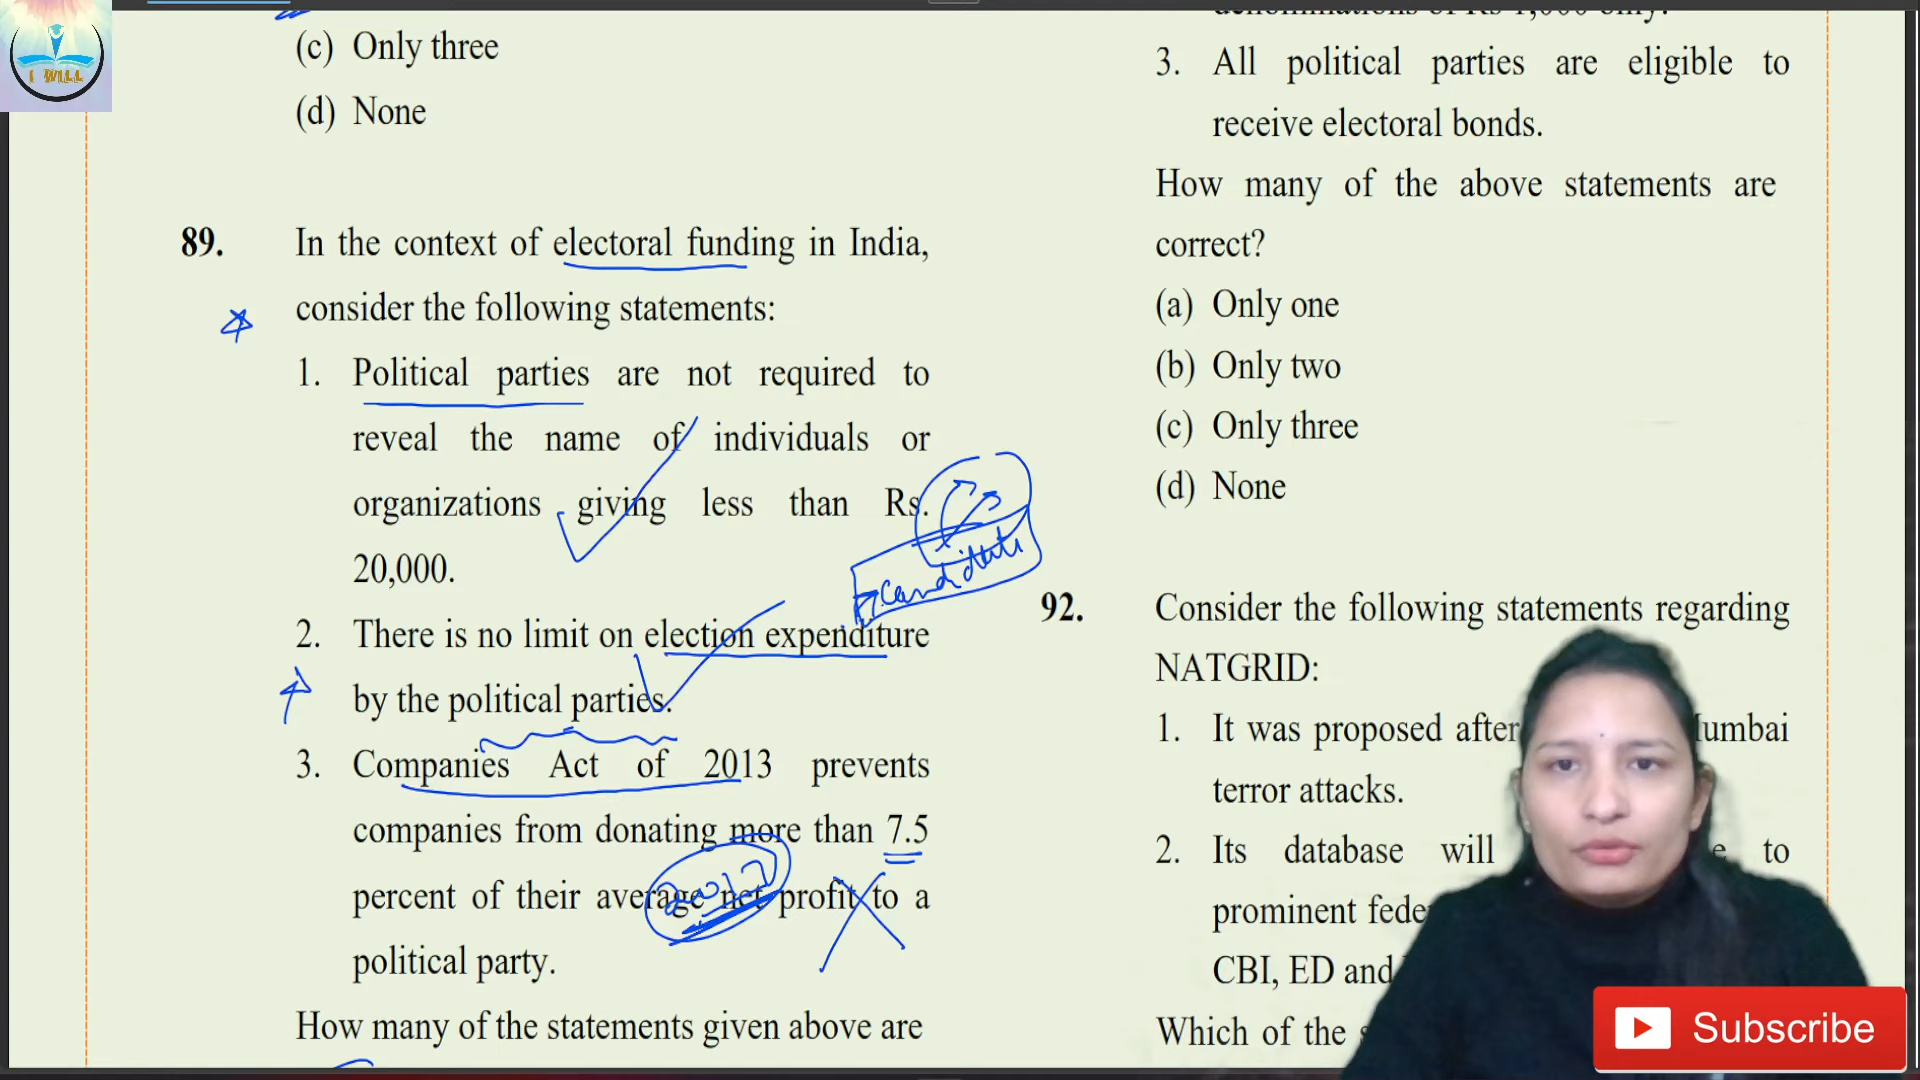 I WILL
(c) Only three
(d) None
89. In the context of electoral funding in India,
consider the following statements:
1. Political parties are not required to
reveal the name of individuals or
organizations giving less than Rs.
20,000.
candidate
2. There is no limit on election expenditure
by the political parties.
3. Companies Act of 2013 prevents
companies from donating more than 7.5
percent of their average net profit to a
2017
political party.
How many of the statements given above are
denominations of Rs 1,000 only.
3. All political parties are eligible to
receive electoral bonds.
How many of the above statements are
correct?
(a) Only one
(b) Only two
(c) Only three
(d) None
92. Consider the following statements regarding
NATGRID:
1. It was proposed after Mumbai
terror attacks.
2. Its database will to
prominent
CBI, ED and
Which of the
Subscribe